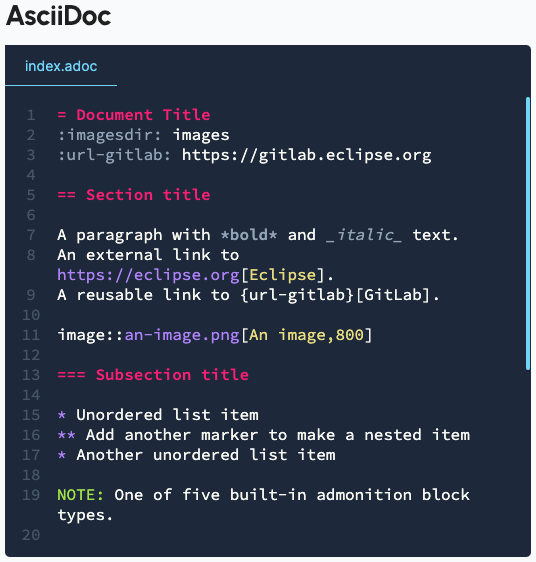 AsciiDoc
index.adoc
1 = Document Title
2 :imagesdir: images
3 :url-gitlab: https://gitlab.eclipse.org
4
5 == Section title
6
7 A paragraph with *bold* and _italic_ text.
8 An external link to
https://eclipse.org[Eclipse].
9 A reusable link to {url-gitlab}[GitLab].
10
11 image::an-image.png[An image,800]
12
13 === Subsection title
14
15 * Unordered list item
16 ** Add another marker to make a nested item
17 * Another unordered list item
18
19 NOTE: One of five built-in admonition block
types.
20